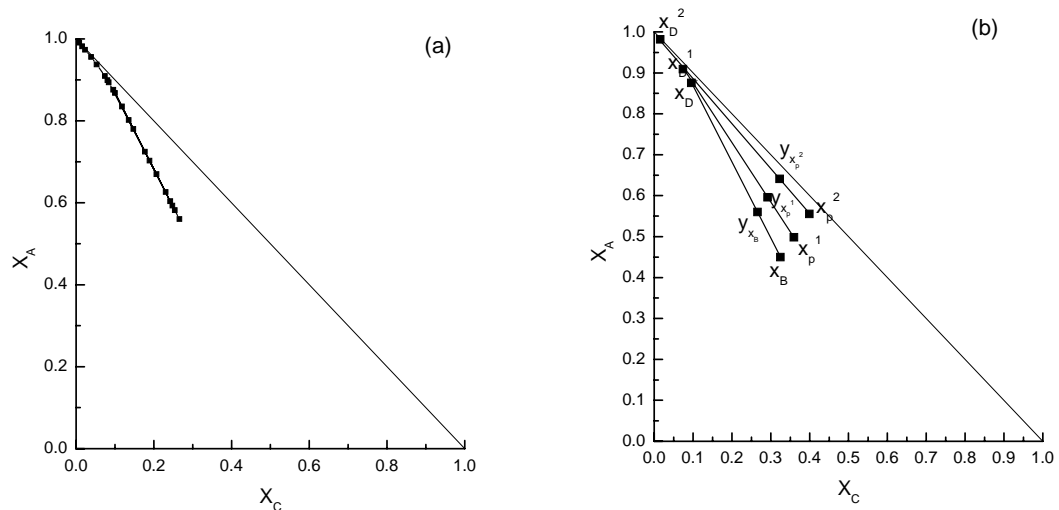 (a)
1.0
0.8
0.6
0.4
0.2
0.0
X_A
0.0 0.2 0.4 0.6 0.8 1.0
X_C
(b)
1.0
0.9
0.8
0.7
0.6
0.5
0.4
0.3
0.2
0.1
0.0
X_A
x_D^2
x_D^1
x_D
y_{x_p^2}
y_{x_p^1}
y_{x_B}
x_p^2
x_p^1
x_B
0.0 0.1 0.2 0.3 0.4 0.5 0.6 0.7 0.8 0.9 1.0
X_C